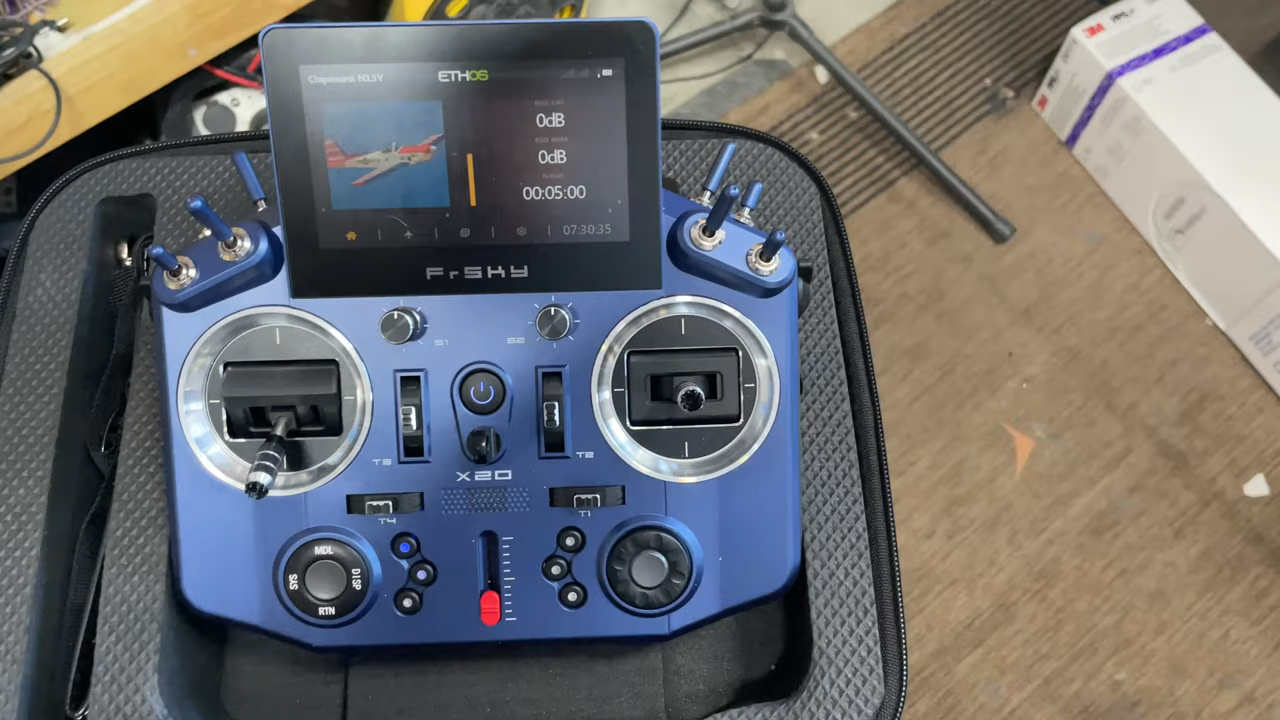 Chipmunk N13Y
ETHOS
0dB
0dB
00:05:00
07:30:35
FrSKY
S1
S2
T3
T2
X20
T4
T1
MDL
SYS
DISP
RTN
3M